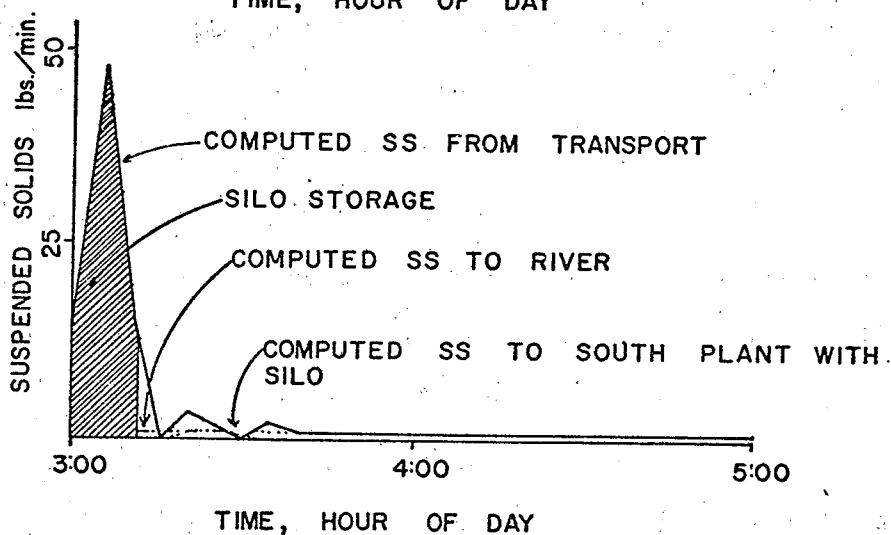 TIME, HOUR OF DAY
SUSPENDED SOLIDS lbs./min.
50
25
COMPUTED SS FROM TRANSPORT
SILO STORAGE
COMPUTED SS TO RIVER
COMPUTED SS TO SOUTH PLANT WITH
SILO
3:00
4:00
5:00
TIME, HOUR OF DAY